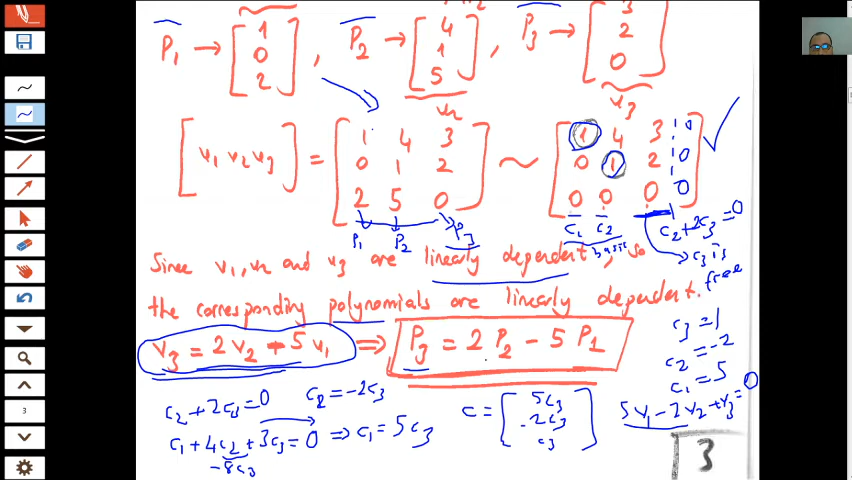 P₁ → [1 0 2], P₂ → [4 1 5], P₃ → [3 2 0]
v₂ v₃
[v₁ v₂ v₃] = [1 4 3; 0 1 2; 2 5 0] ~ [1 4 3 | 0; 0 1 2 | 0; 0 0 0 | 0]
P₁ P₂ P₃ c₁ c₂ c₂+2c₃=0
basic c₃ is free
Since v₁, v₂ and v₃ are linearly dependent, so
the corresponding polynomials are linearly dependent.
c₃=1
c₂=-2
c₁=5
v₃ = 2v₂ - 5v₁ ⇒ P₃ = 2P₂ - 5P₁
5v₁-2v₂+v₃=0
c₂+2c₃=0 c₂=-2c₃
c₁+4c₂+3c₃=0 ⇒ c₁=5c₃
-8c₃
c = [5c₃ -2c₃ c₃]
3
3